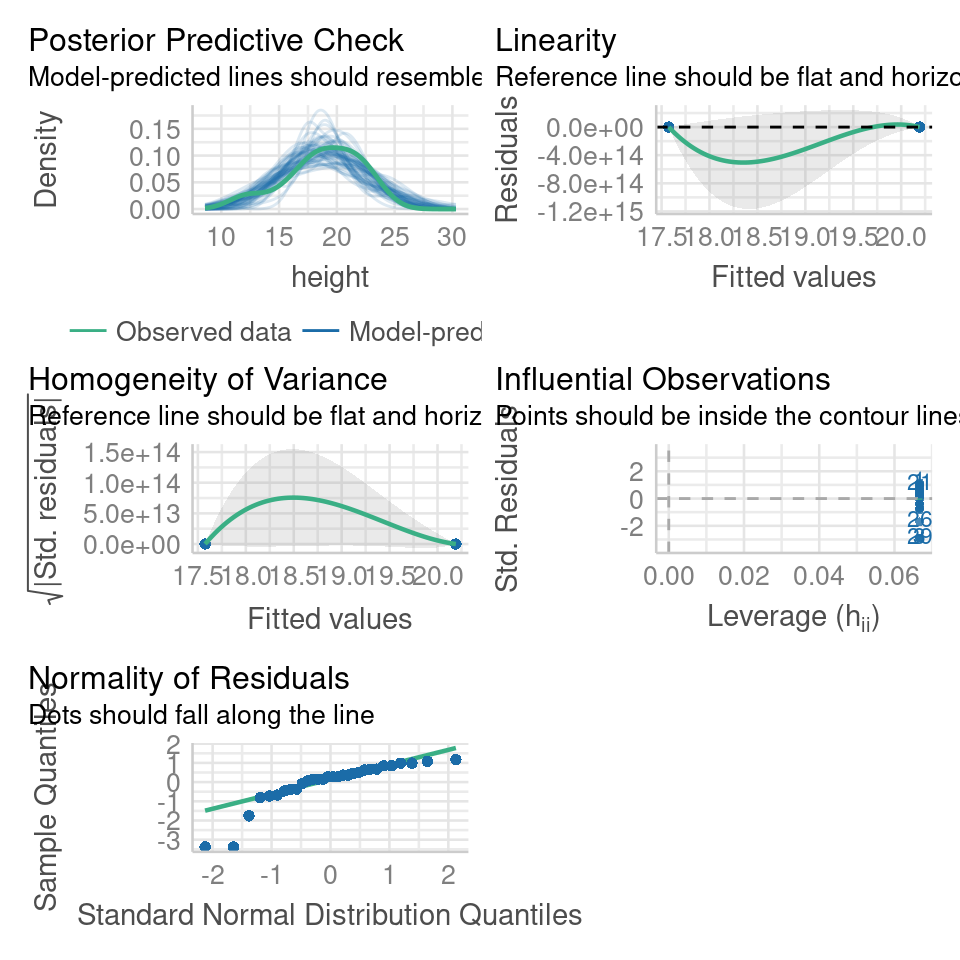 Posterior Predictive Check
Model-predicted lines should resemble
Density
0.15
0.10
0.05
0.00
10 15 20 25 30
height
Observed data Model-pred
Linearity
Reference line should be flat and horizo
Residuals
0.0e+00
-4.0e+14
-8.0e+14
-1.2e+15
17.5 18.0 18.5 19.0 19.5 20.0
Fitted values
Homogeneity of Variance
Reference line should be flat and horiz
√|Std. residuals|
1.5e+14
1.0e+14
5.0e+13
0.0e+00
17.5 18.0 18.5 19.0 19.5 20.0
Fitted values
Influential Observations
Points should be inside the contour lines
Std. Residuals
2
0
-2
21
26
29
0.00 0.02 0.04 0.06
Leverage (hii)
Normality of Residuals
Dots should fall along the line
Sample Quantiles
2
1
0
-1
-2
-3
-2 -1 0 1 2
Standard Normal Distribution Quantiles